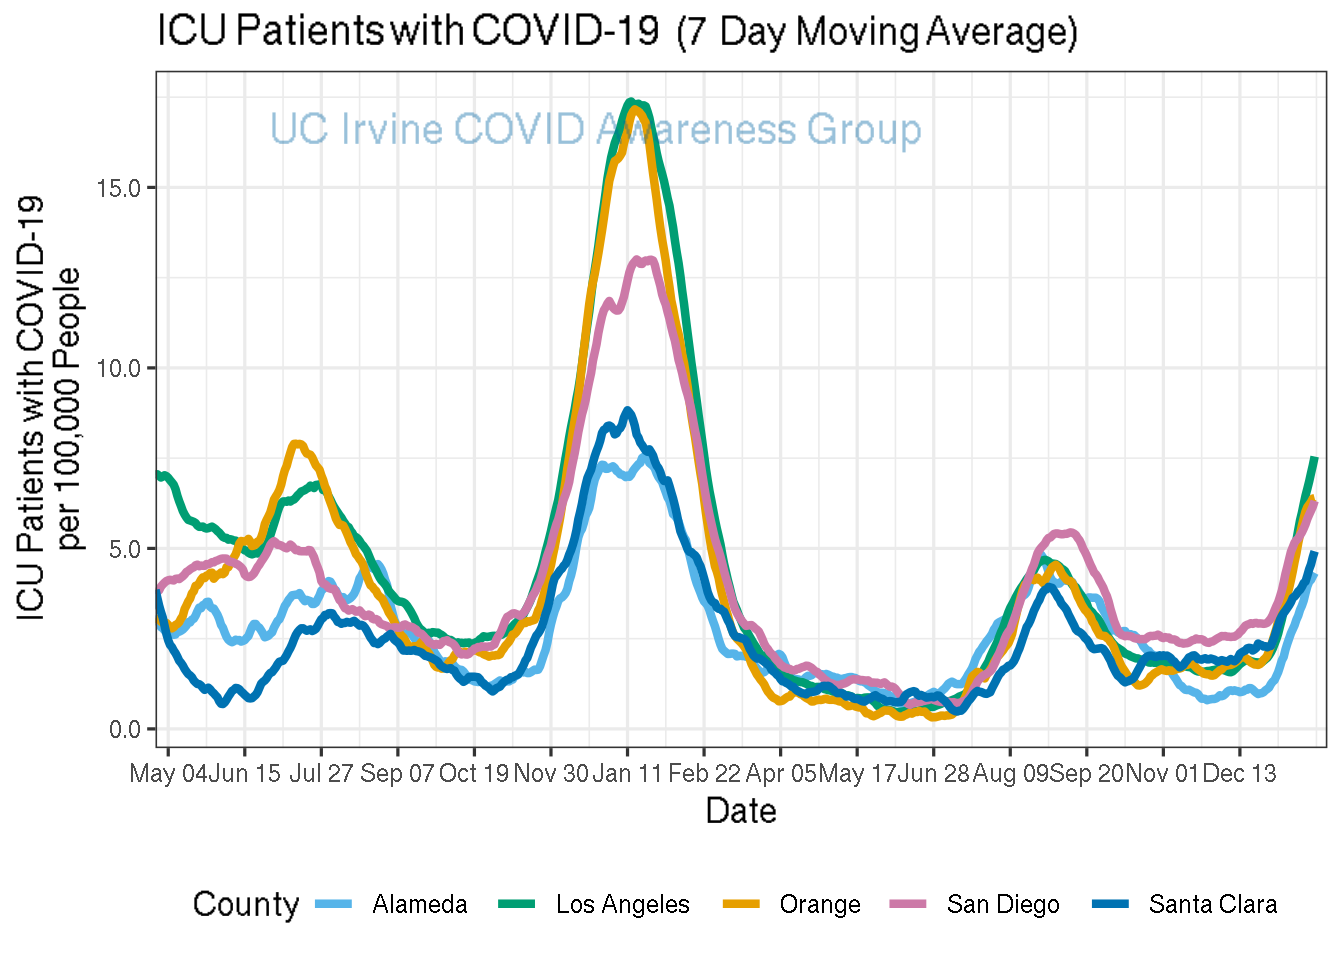 ICU Patients with COVID-19 (7 Day Moving Average)
UC Irvine COVID Awareness Group
ICU Patients with COVID-19
per 100,000 People
15.0
10.0
5.0
0.0
May 04 Jun 15 Jul 27 Sep 07 Oct 19 Nov 30 Jan 11 Feb 22 Apr 05 May 17 Jun 28 Aug 09 Sep 20 Nov 01 Dec 13
Date
County Alameda Los Angeles Orange San Diego Santa Clara